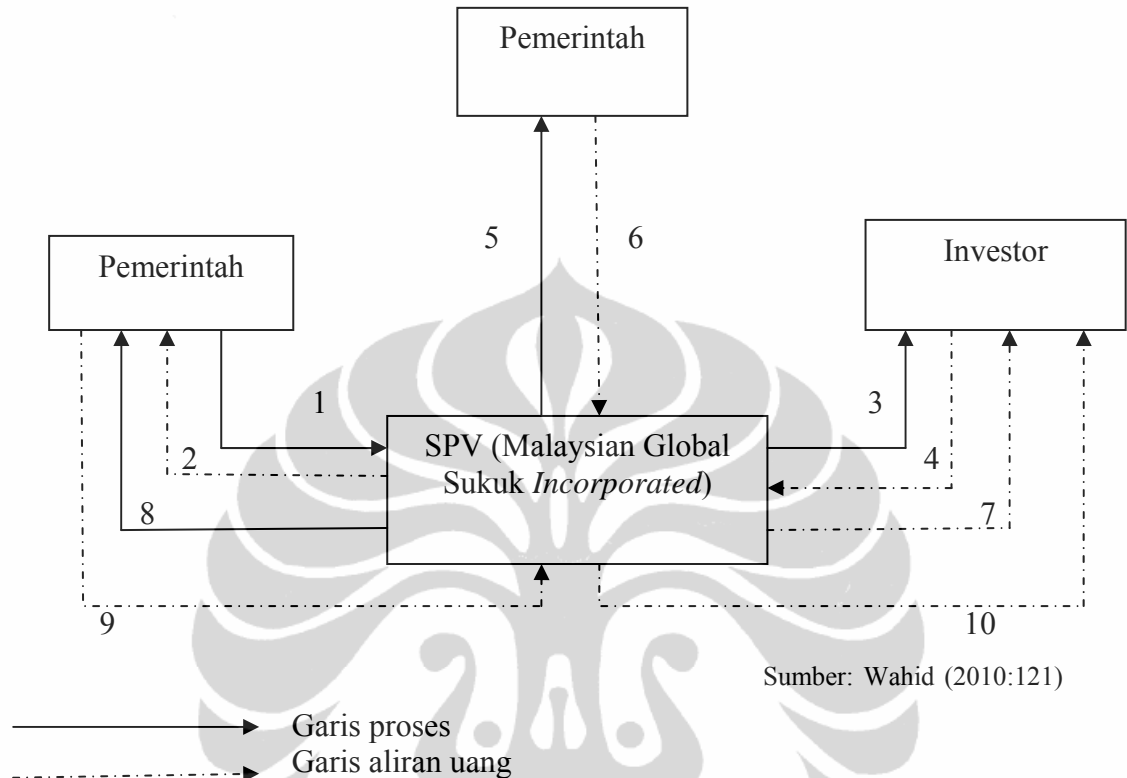 Pemerintah
5
6
Pemerintah
Investor
1
3
SPV (Malaysian Global
Sukuk Incorporated)
2
4
8
7
9
10
Sumber: Wahid (2010:121)
Garis proses
Garis aliran uang